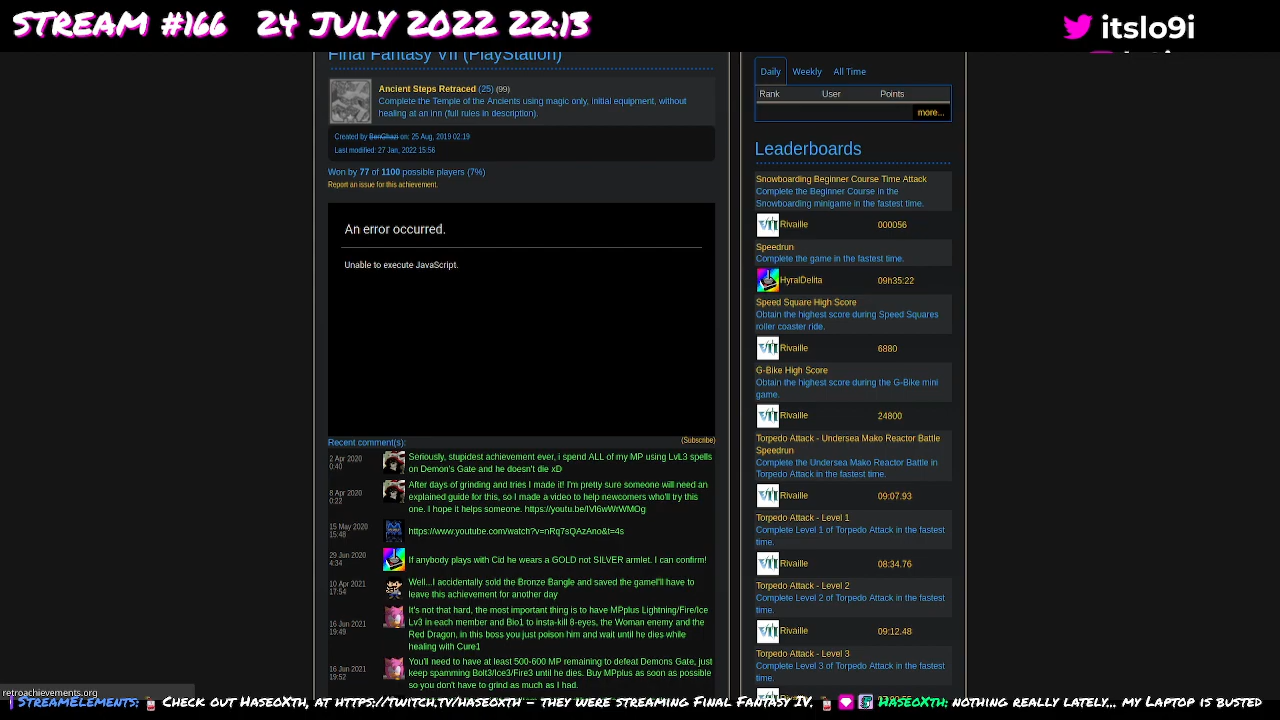 STREAM #166 24 JULY 2022 22:13
itslo9i
Final Fantasy VII (PlayStation)
Ancient Steps Retraced (25) (99)
Complete the Temple of the Ancients using magic only, initial equipment, without
healing at an inn (full rules in description).
Created by BenGhazi on: 25 Aug, 2019 02:19
Last modified: 27 Jan, 2022 15:56
Won by 77 of 1100 possible players (7%)
Report an issue for this achievement.
An error occurred.
Unable to execute JavaScript.
Recent comment(s):
(Subscribe)
2 Apr 2020
0:40
Seriously, stupidest achievement ever, i spend ALL of my MP using LvL3 spells
on Demon's Gate and he doesn't die xD
8 Apr 2020
0:22
After days of grinding and tries I made it! I'm pretty sure someone will need an
explained guide for this, so I made a video to help newcomers who'll try this
one. I hope it helps someone. https://youtu.be/IVl6wWrWMOg
15 May 2020
15:48
https://www.youtube.com/watch?v=nRq7sQAzAno&t=4s
29 Jun 2020
4:34
If anybody plays with Cid he wears a GOLD not SILVER armlet. I can confirm!
10 Apr 2021
17:54
Well...I accidentally sold the Bronze Bangle and saved the gameI'll have to
leave this achievement for another day
16 Jun 2021
19:49
It's not that hard, the most important thing is to have MPplus Lightning/Fire/Ice
Lv3 in each member and Bio1 to insta-kill 8-eyes, the Woman enemy and the
Red Dragon, in this boss you just poison him and wait until he dies while
healing with Cure1
16 Jun 2021
19:52
You'll need to have at least 500-600 MP remaining to defeat Demons Gate, just
keep spamming Bolt3/Ice3/Fire3 until he dies. Buy MPplus as soon as possible
so you don't have to grind as much as I had.
Daily Weekly All Time
Rank User Points
more...
Leaderboards
Snowboarding Beginner Course Time Attack
Complete the Beginner Course in the
Snowboarding minigame in the fastest time.
Rivaille 000056
Speedrun
Complete the game in the fastest time.
HyralDelita 09h35:22
Speed Square High Score
Obtain the highest score during Speed Squares
roller coaster ride.
Rivaille 6880
G-Bike High Score
Obtain the highest score during the G-Bike mini
game.
Rivaille 24800
Torpedo Attack - Undersea Mako Reactor Battle
Speedrun
Complete the Undersea Mako Reactor Battle in
Torpedo Attack in the fastest time.
Rivaille 09:07.93
Torpedo Attack - Level 1
Complete Level 1 of Torpedo Attack in the fastest
time.
Rivaille 08:34.76
Torpedo Attack - Level 2
Complete Level 2 of Torpedo Attack in the fastest
time.
Rivaille 09:12.48
Torpedo Attack - Level 3
Complete Level 3 of Torpedo Attack in the fastest
time.
retroachievements.org
StreamElements: Check out HaseoXth, at https://twitch.tv/haseoxth - they were streaming Final Fantasy IV. HaseoXth: nothing really lately... my Laptop is busted